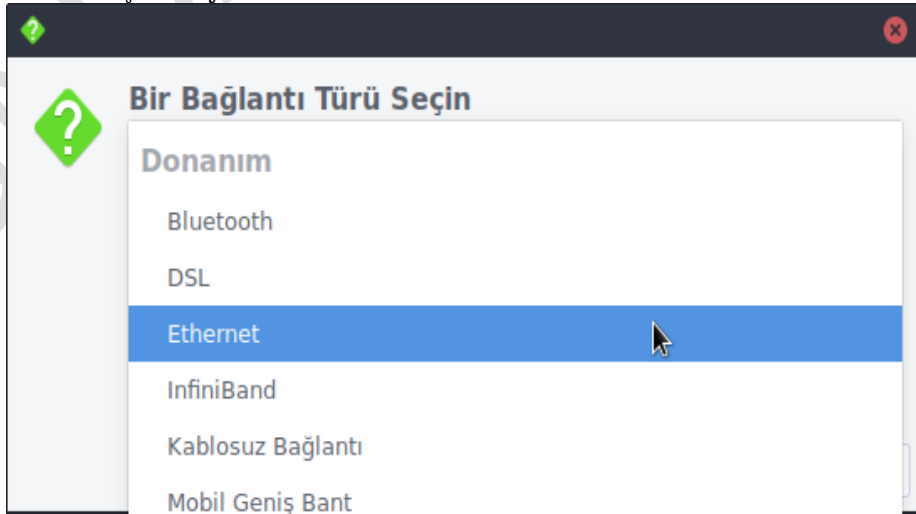 Bir Bağlantı Türü Seçin
Donanım
Bluetooth
DSL
Ethernet
InfiniBand
Kablosuz Bağlantı
Mobil Geniş Bant